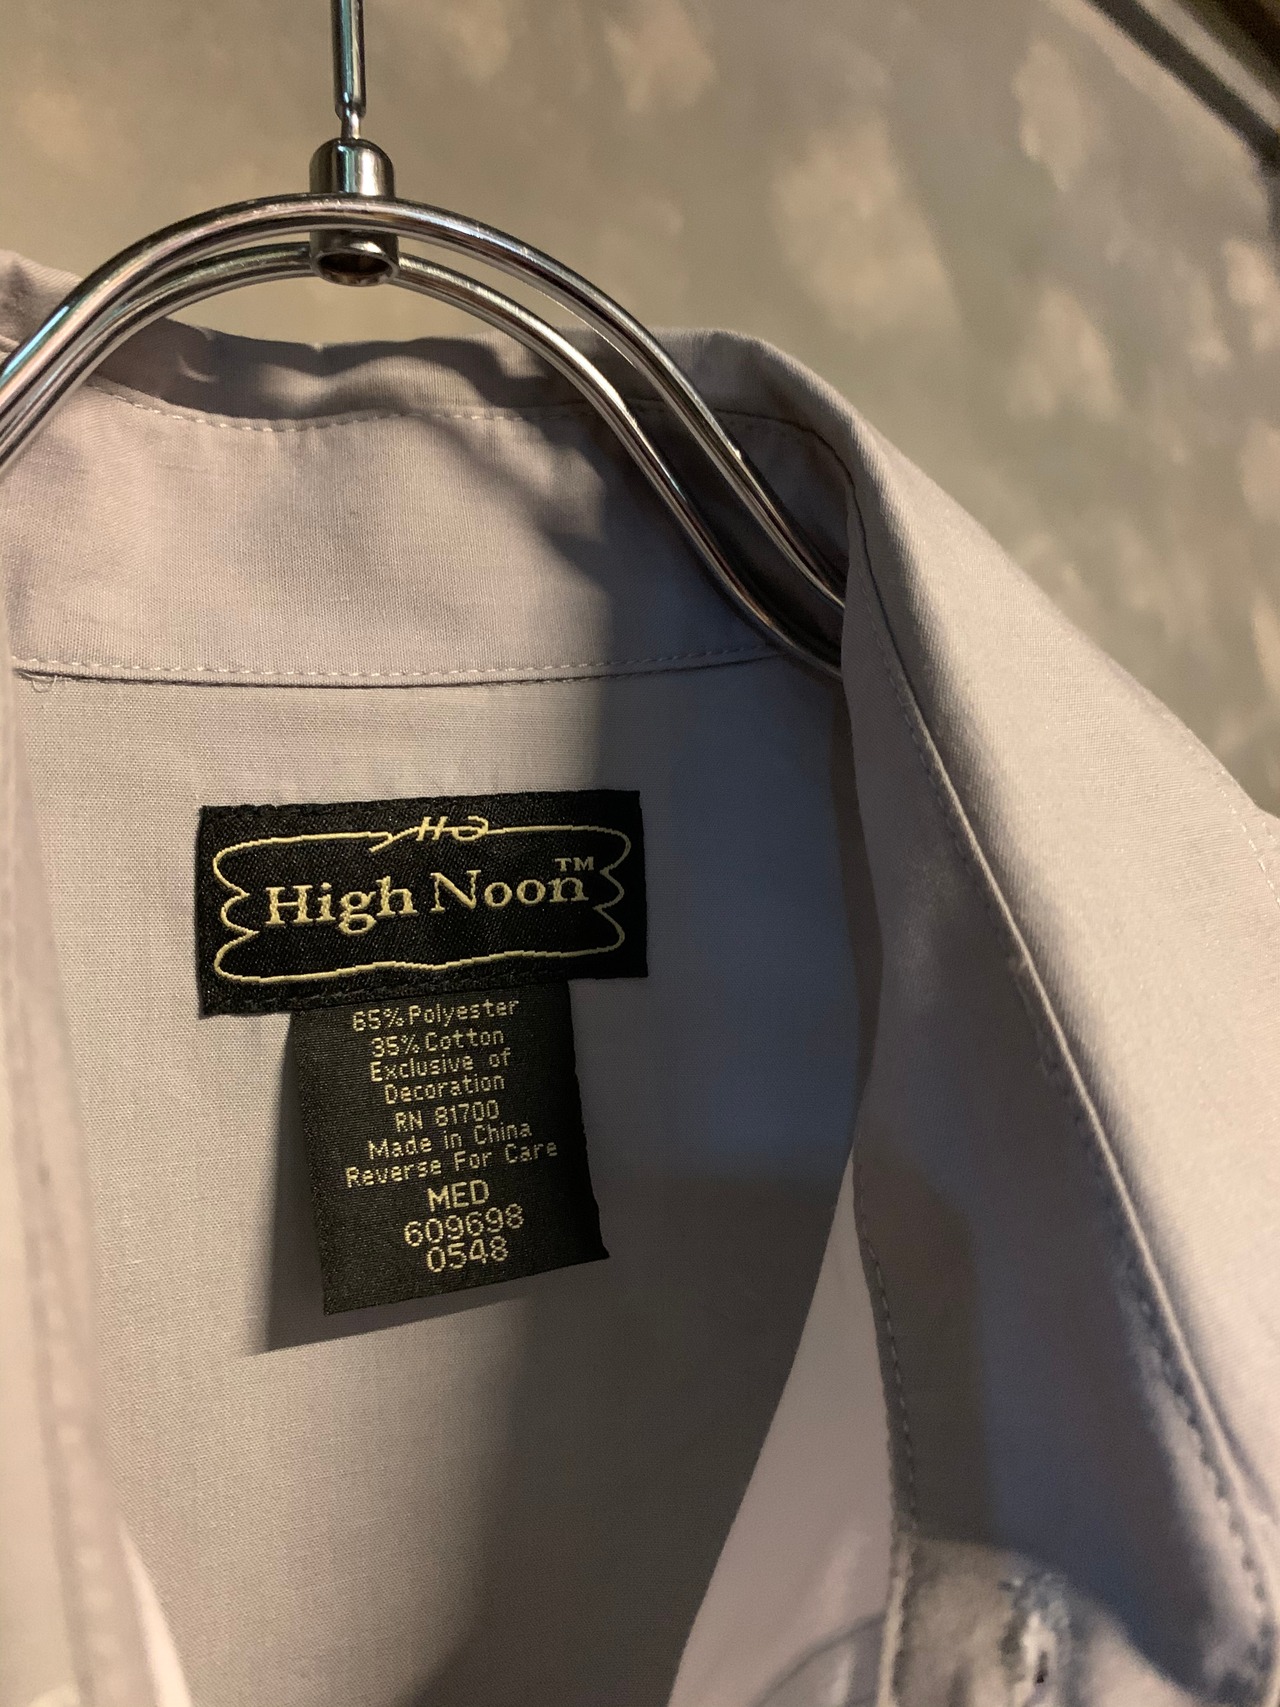 High Noon™
65% Polyester
35% Cotton
Exclusive of
Decoration
RN 81700
Made in China
Reverse For Care
MED
609698
0548